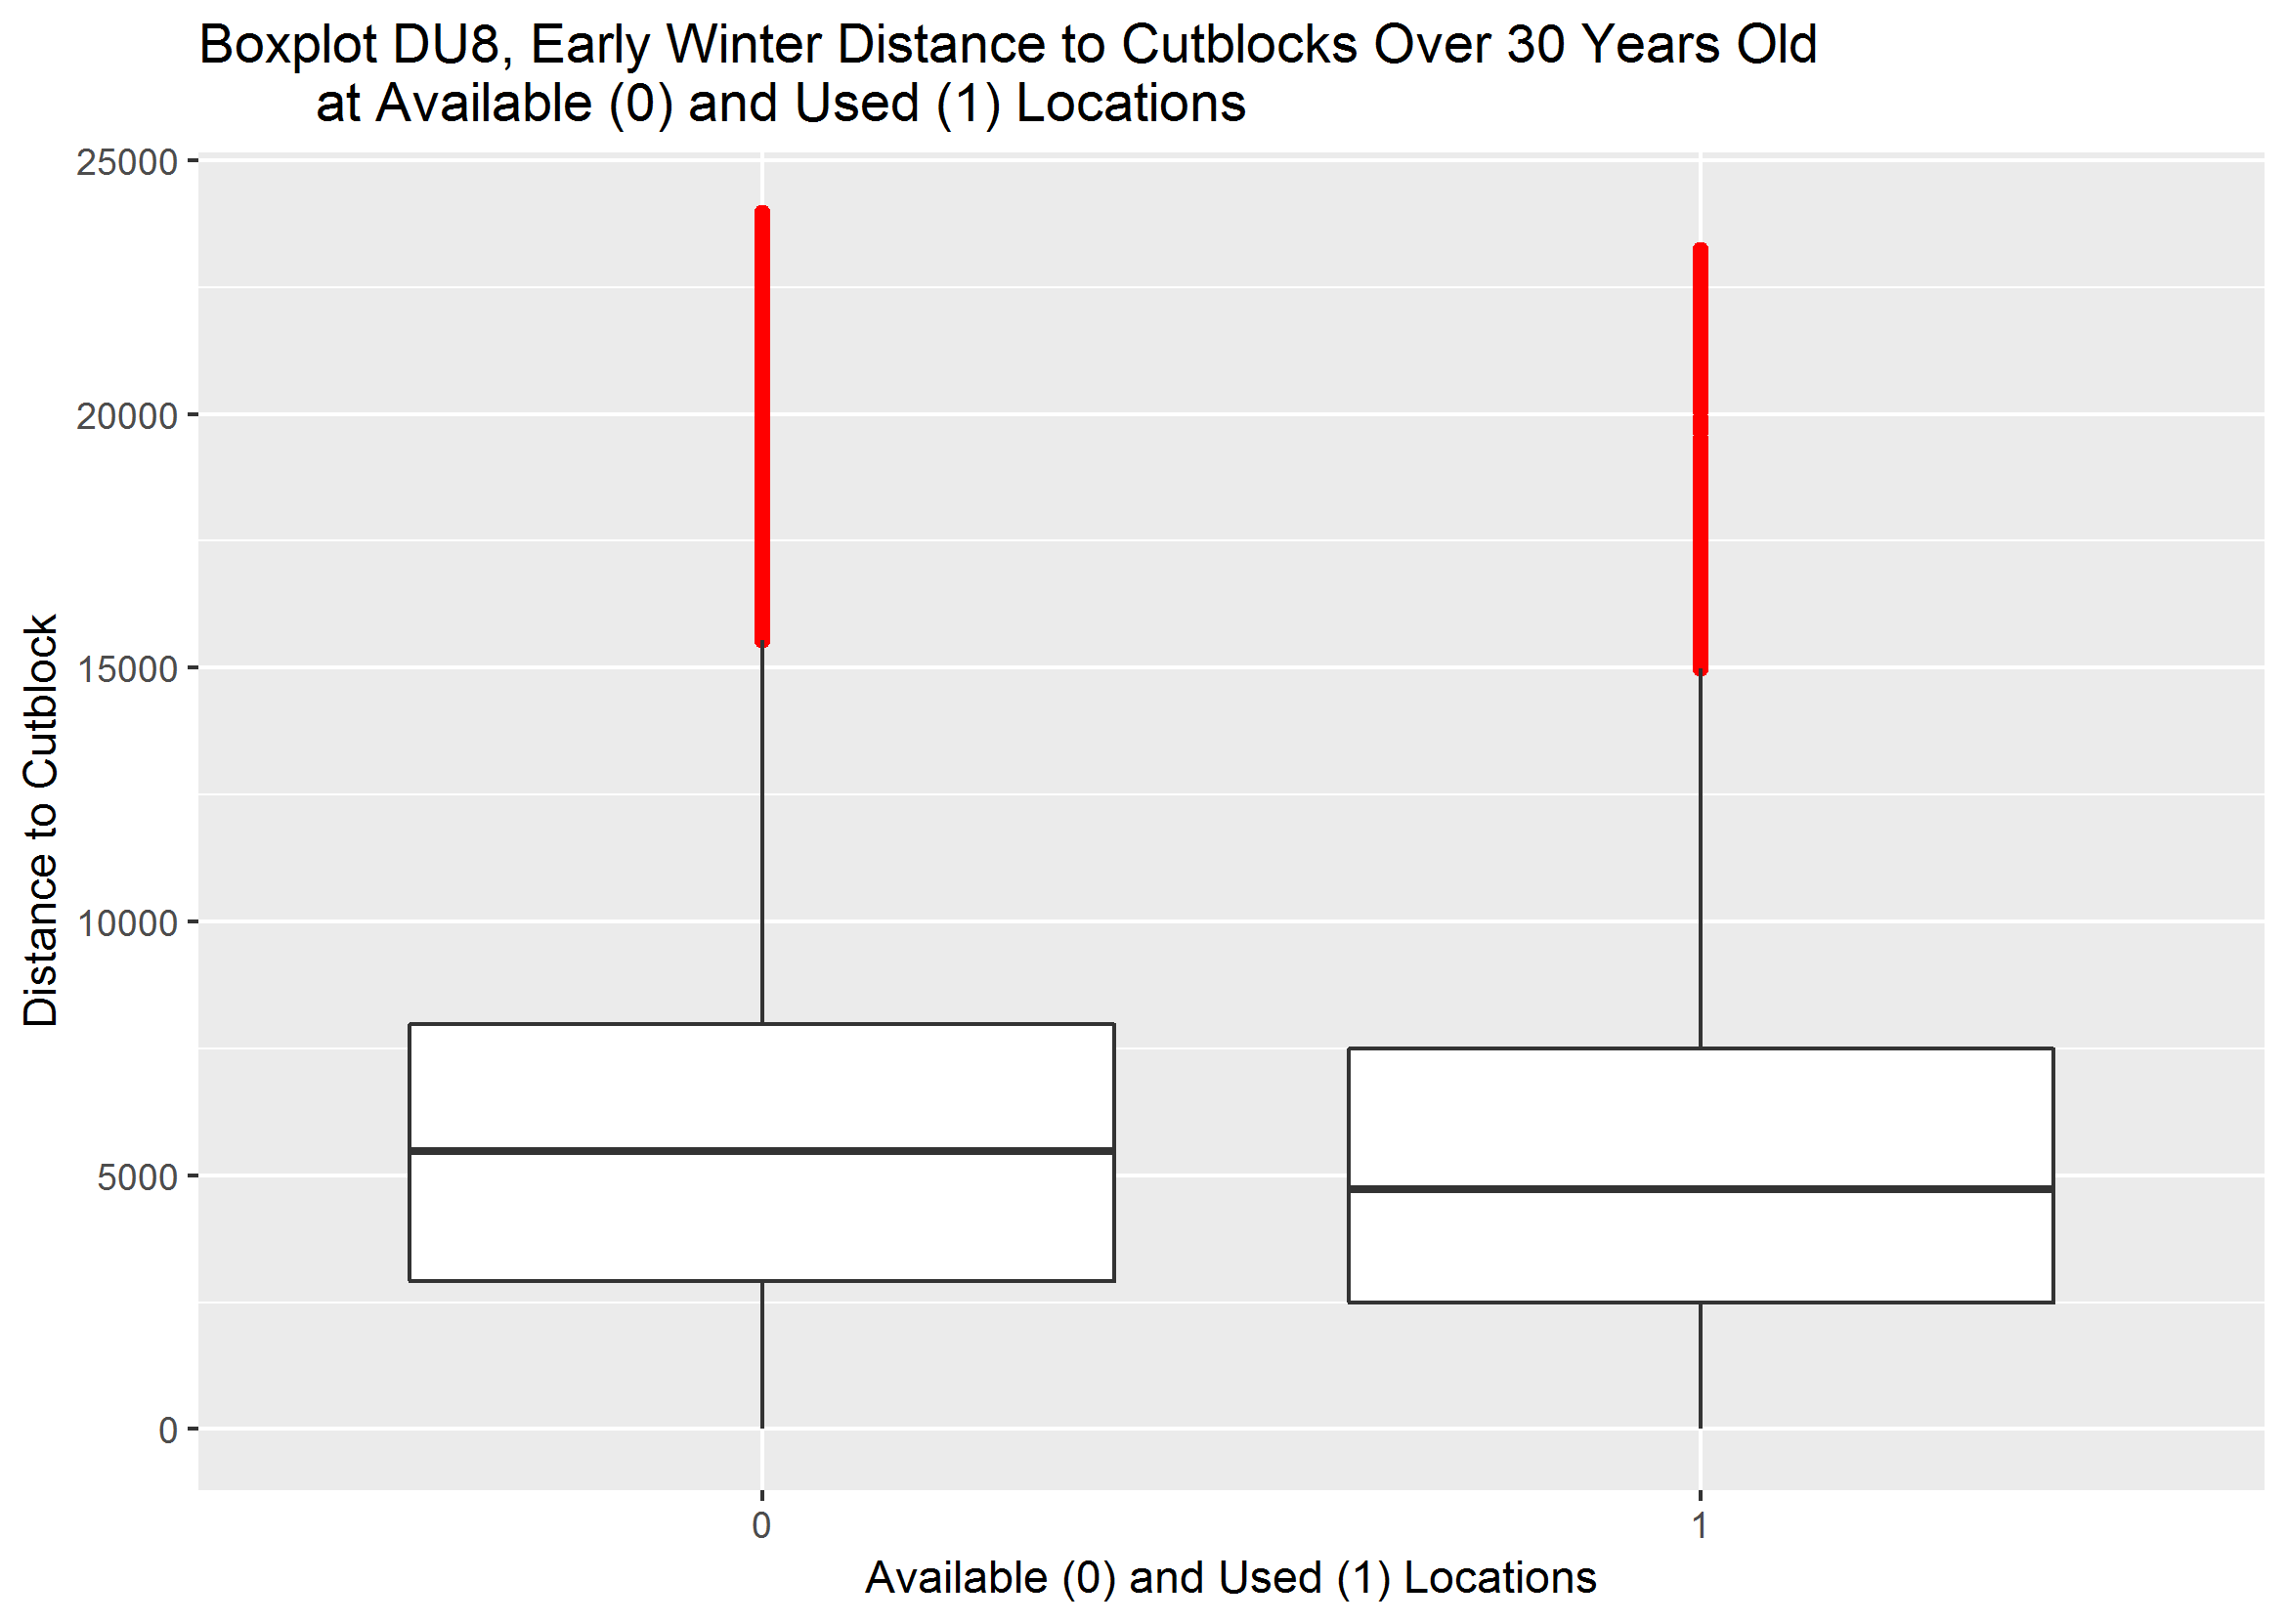 Boxplot DU8, Early Winter Distance to Cutblocks Over 30 Years Old
at Available (0) and Used (1) Locations
25000
20000
15000
10000
5000
0
Distance to Cutblock
0 1
Available (0) and Used (1) Locations